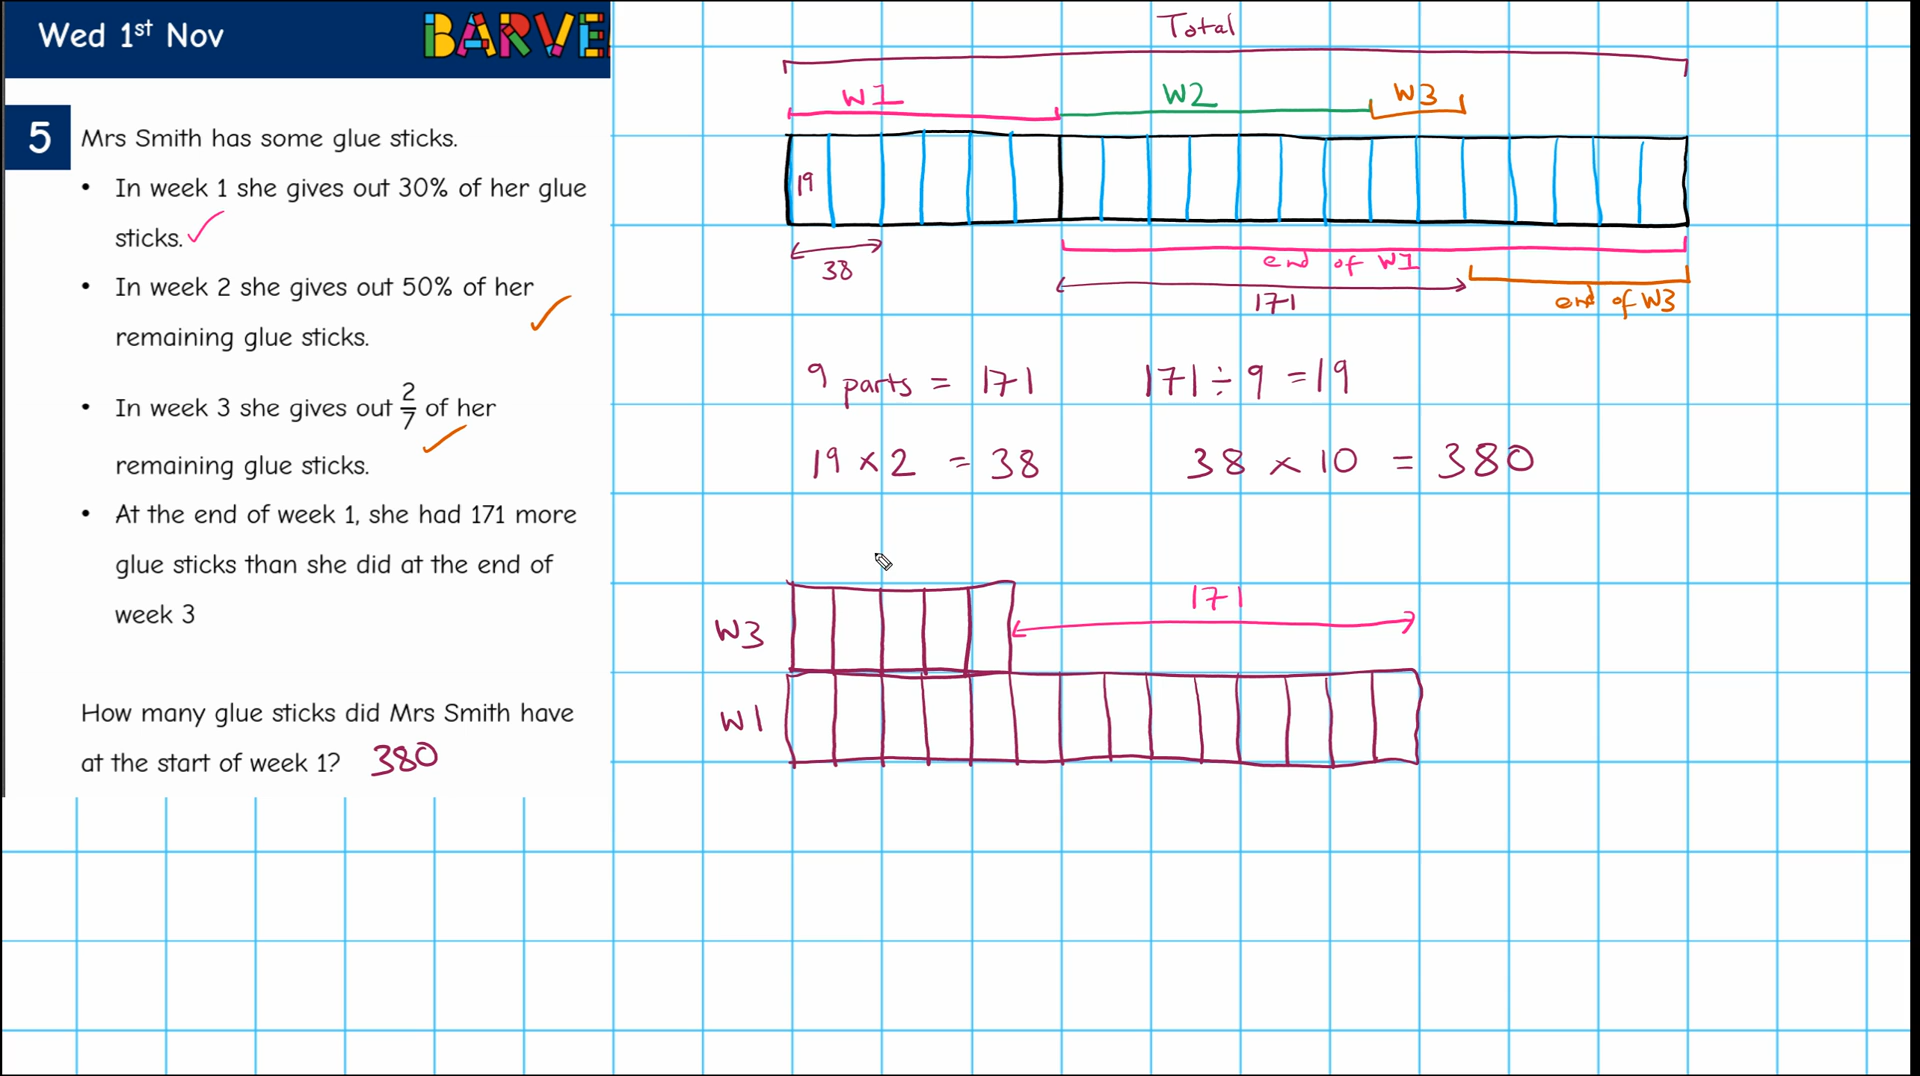 Wed 1st Nov
BARVE
5
Mrs Smith has some glue sticks.
• In week 1 she gives out 30% of her glue
sticks.
• In week 2 she gives out 50% of her
remaining glue sticks.
• In week 3 she gives out 2/7 of her
remaining glue sticks.
• At the end of week 1, she had 171 more
glue sticks than she did at the end of
week 3
How many glue sticks did Mrs Smith have
at the start of week 1? 380
Total
W1 W2 W3
19
38
end of W1
171
end of W3
9 parts = 171 171 ÷ 9 = 19
19 × 2 = 38 38 × 10 = 380
W3 171
W1